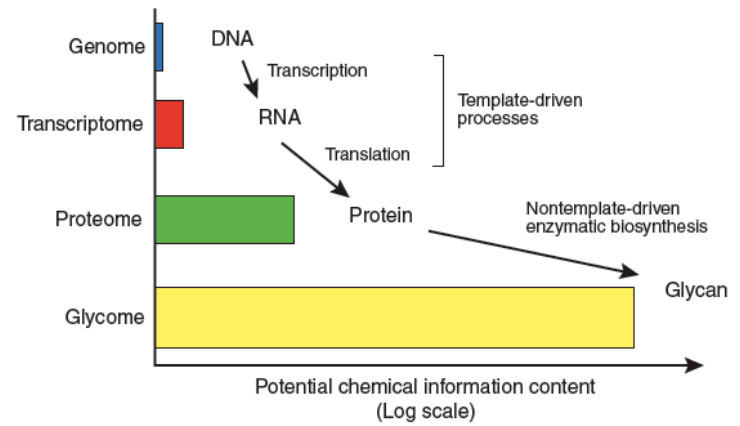 Genome
DNA
Transcription
Transcriptome
RNA
Template-driven
processes
Translation
Proteome
Protein
Nontemplate-driven
enzymatic biosynthesis
Glycan
Glycome
Potential chemical information content
(Log scale)